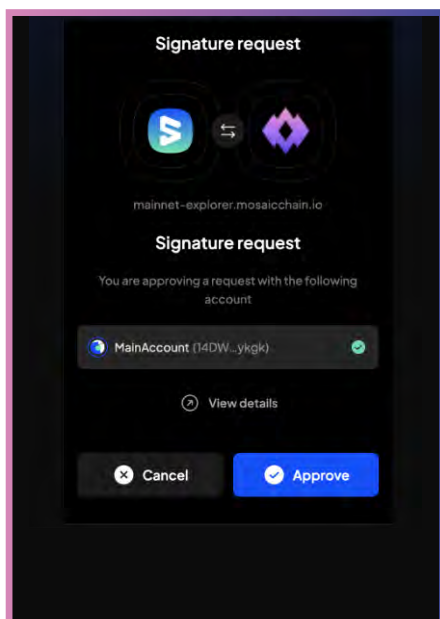 Signature request
mainnet-explorer.mosaicchain.io
Signature request
You are approving a request with the following
account
MainAccount (14DW...ykgk)
View details
Cancel
Approve